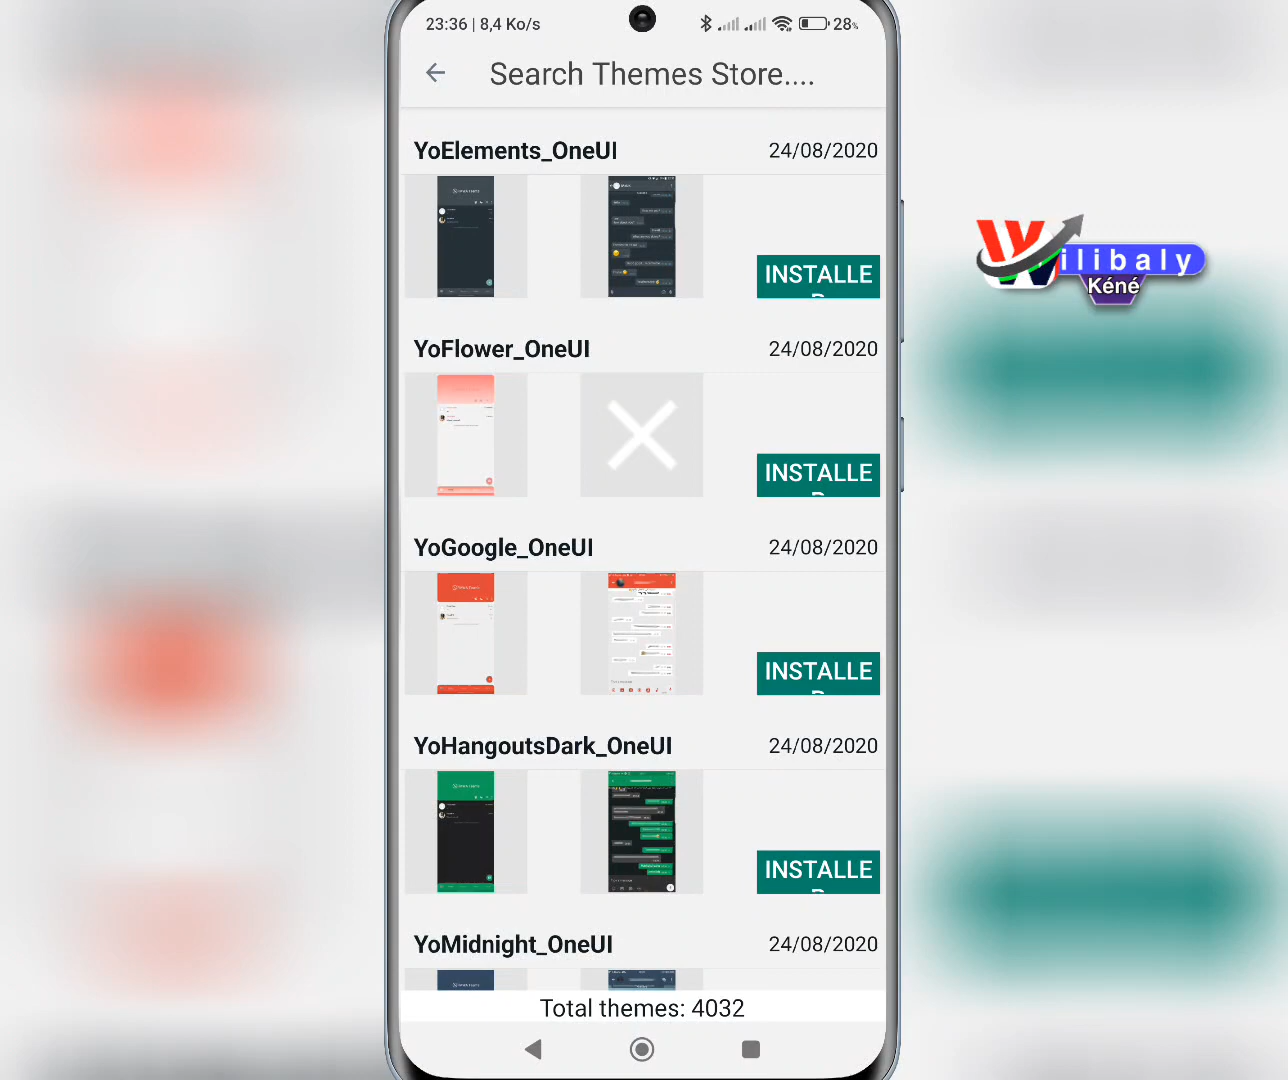 23:36 | 8,4 Ko/s
28%
Search Themes Store....
YoElements_OneUI
24/08/2020
INSTALLE
YoFlower_OneUI
24/08/2020
INSTALLE
YoGoogle_OneUI
24/08/2020
INSTALLE
YoHangoutsDark_OneUI
24/08/2020
INSTALLE
YoMidnight_OneUI
24/08/2020
Total themes: 4032
Wilibaly
Kéné